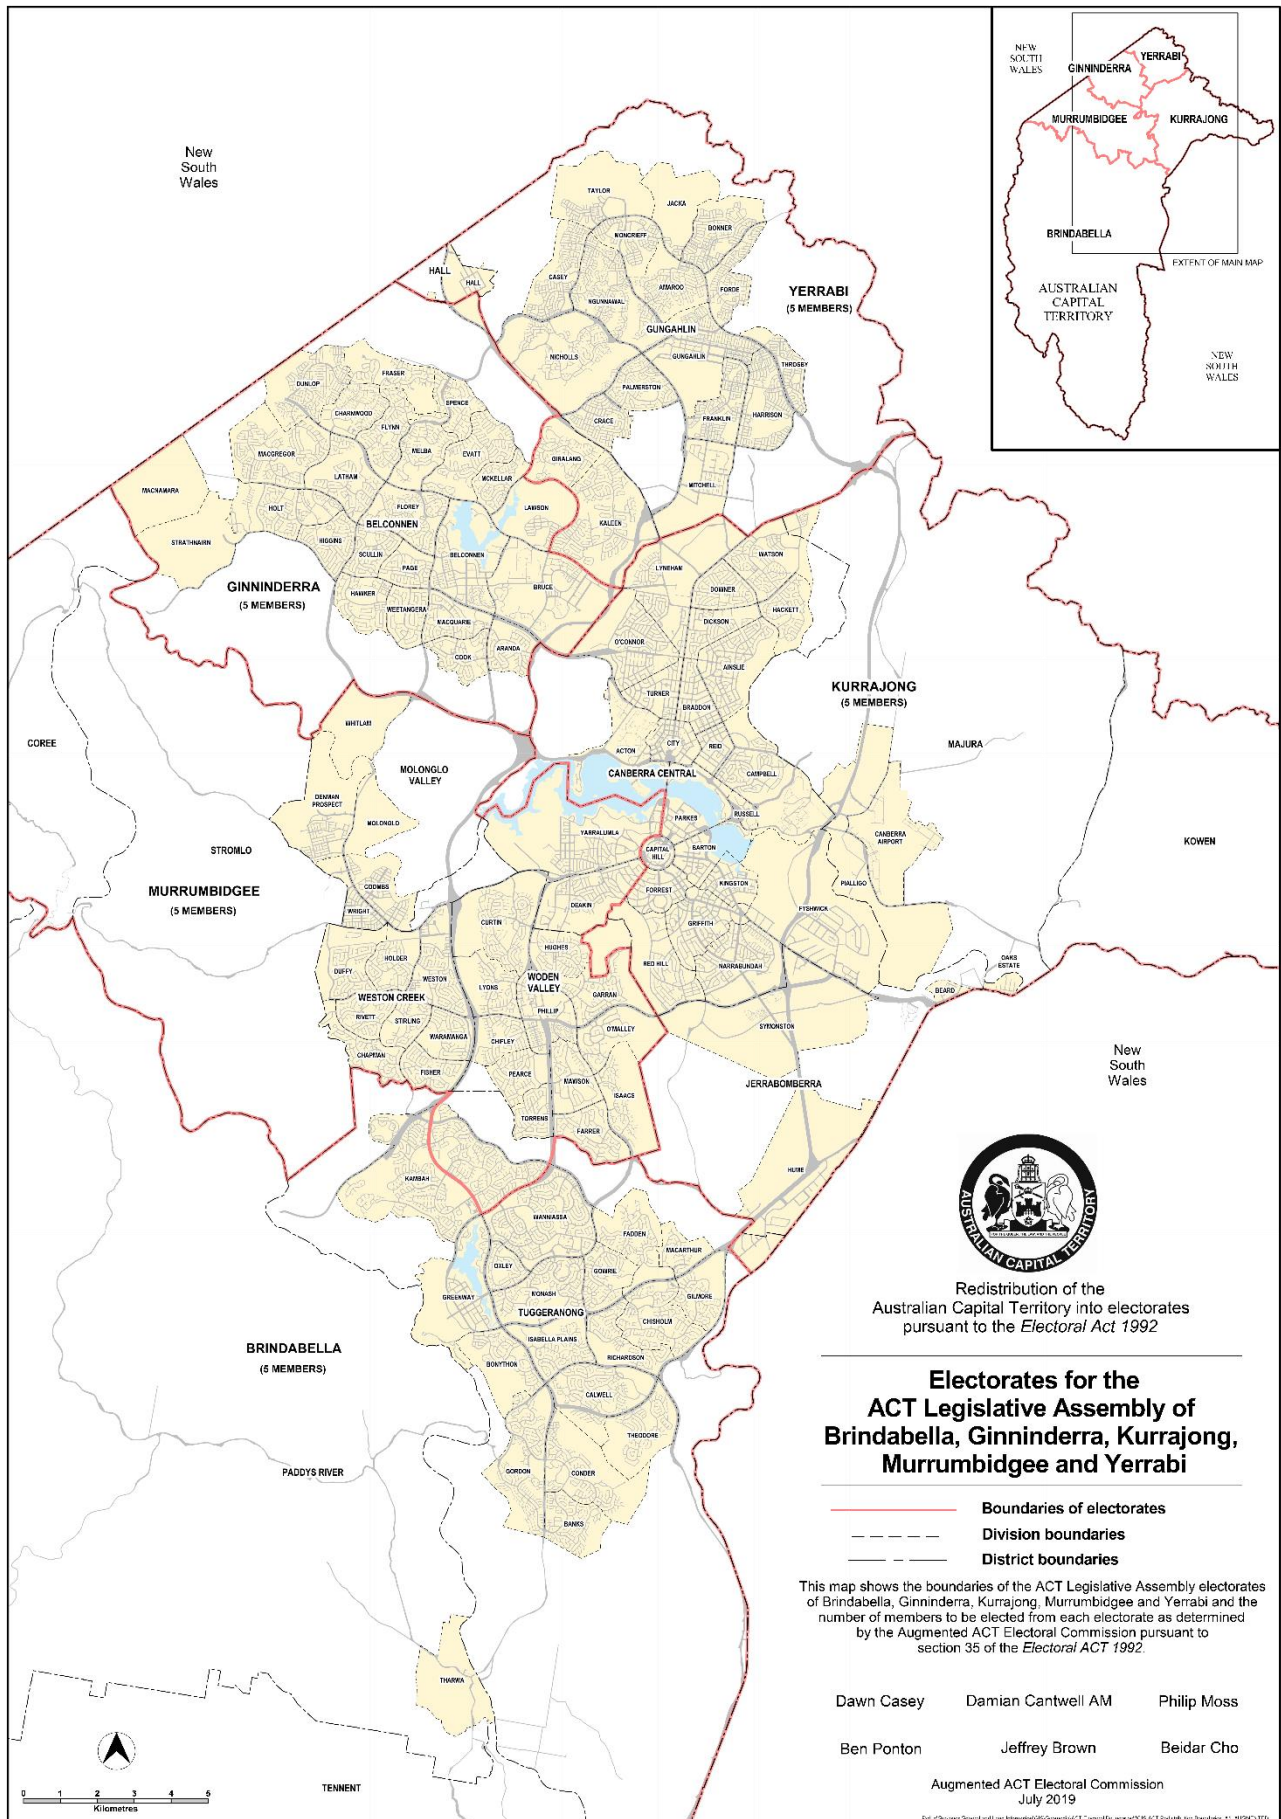 New
South
Wales
NEW
SOUTH
WALES
YERRABI
GINNINDERRA
MURRUMBIDGEE
KURRAJONG
BRINDABELLA
EXTENT OF MAIN MAP
AUSTRALIAN
CAPITAL
TERRITORY
NEW
SOUTH
WALES
TAYLOR
JACKA
BONNER
MONCRIEFF
HALL
HALL
CASEY
AMAROO
FORDE
NGUNNAWAL
YERRABI
(5 MEMBERS)
GUNGAHLIN
NICHOLLS
GUNGAHLIN
THROSBY
PALMERSTON
FRANKLIN
HARRISON
CRACE
DUNLOP
FRASER
SPENCE
CHARNWOOD
FLYNN
MACGREGOR
MELBA
EVATT
GIRALANG
LATHAM
MCKELLAR
MITCHELL
MACNAMARA
HOLT
FLOREY
LAWSON
BELCONNEN
KALEEN
STRATHNAIRN
HIGGINS
SCULLIN
BELCONNEN
PAGE
LYNEHAM
WATSON
GINNINDERRA
(5 MEMBERS)
BRUCE
DOWNER
HAWKER
WEETANGERA
HACKETT
MACQUARIE
DICKSON
COOK
ARANDA
O'CONNOR
AINSLIE
KURRAJONG
(5 MEMBERS)
TURNER
BRADDON
WHITLAM
COREE
CITY
REID
ACTON
MAJURA
MOLONGLO
VALLEY
CANBERRA CENTRAL
CAMPBELL
DENMAN
PROSPECT
MOLONGLO
PARKES
RUSSELL
YARRALUMLA
CANBERRA
AIRPORT
KOWEN
STROMLO
CAPITAL
HILL
BARTON
MURRUMBIDGEE
(5 MEMBERS)
COOMBS
FORREST
KINGSTON
PIALLIGO
WRIGHT
DEAKIN
FYSHWICK
CURTIN
GRIFFITH
HUGHES
HOLDER
DUFFY
WESTON
RED HILL
NARRABUNDAH
OAKS
ESTATE
WODEN
VALLEY
LYONS
BEARD
WESTON CREEK
GARRAN
RIVETT
STIRLING
PHILLIP
O'MALLEY
SYMONSTON
WARAMANGA
CHIFLEY
CHAPMAN
FISHER
PEARCE
MAWSON
JERRABOMBERRA
New
South
Wales
ISAACS
TORRENS
FARRER
HUME
KAMBAH
WANNIASSA
FADDEN
MACARTHUR
OXLEY
GOWRIE
MONASH
GREENWAY
GILMORE
TUGGERANONG
CHISHOLM
BRINDABELLA
(5 MEMBERS)
ISABELLA PLAINS
RICHARDSON
BONYTHON
CALWELL
THEODORE
PADDYS RIVER
GORDON
CONDER
BANKS
THARWA
TENNENT
0 1 2 3 4 5
Kilometres
AUSTRALIAN CAPITAL TERRITORY
Redistribution of the
Australian Capital Territory into electorates
pursuant to the Electoral Act 1992
Electorates for the
ACT Legislative Assembly of
Brindabella, Ginninderra, Kurrajong,
Murrumbidgee and Yerrabi
Boundaries of electorates
Division boundaries
District boundaries
This map shows the boundaries of the ACT Legislative Assembly electorates
of Brindabella, Ginninderra, Kurrajong, Murrumbidgee and Yerrabi and the
number of members to be elected from each electorate as determined
by the Augmented ACT Electoral Commission pursuant to
section 35 of the Electoral ACT 1992.
Dawn Casey Damian Cantwell AM Philip Moss
Ben Ponton Jeffrey Brown Beidar Cho
Augmented ACT Electoral Commission
July 2019